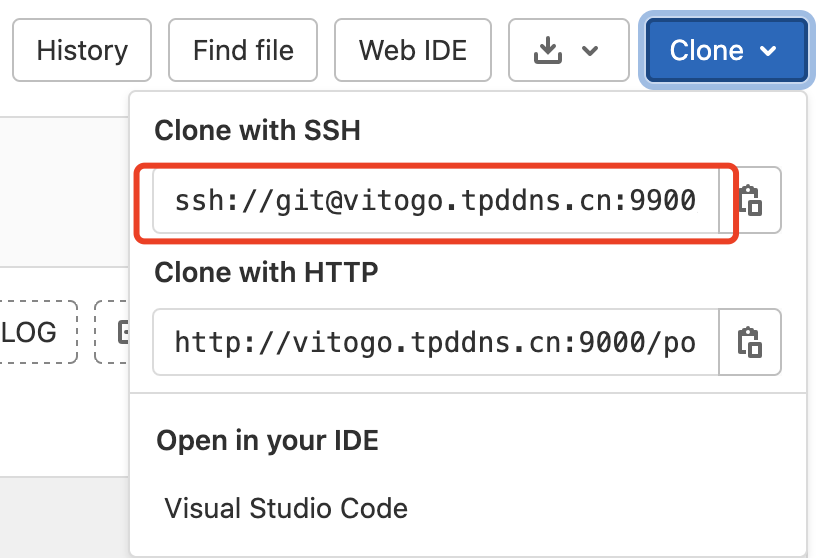 History Find file Web IDE Clone
Clone with SSH
ssh://git@vitogo.tpddns.cn:9900
Clone with HTTP
http://vitogo.tpddns.cn:9000/po
LOG
Open in your IDE
Visual Studio Code